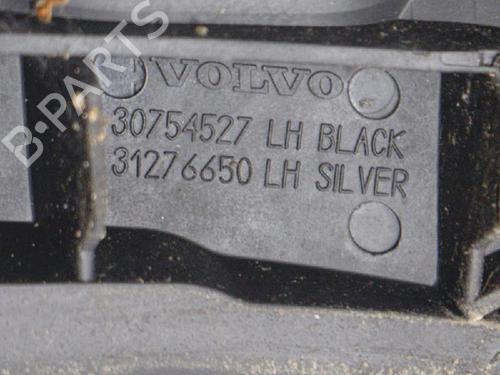 B-PARTS
VOLVO
30754527 LH BLACK
31276650 LH SILVER